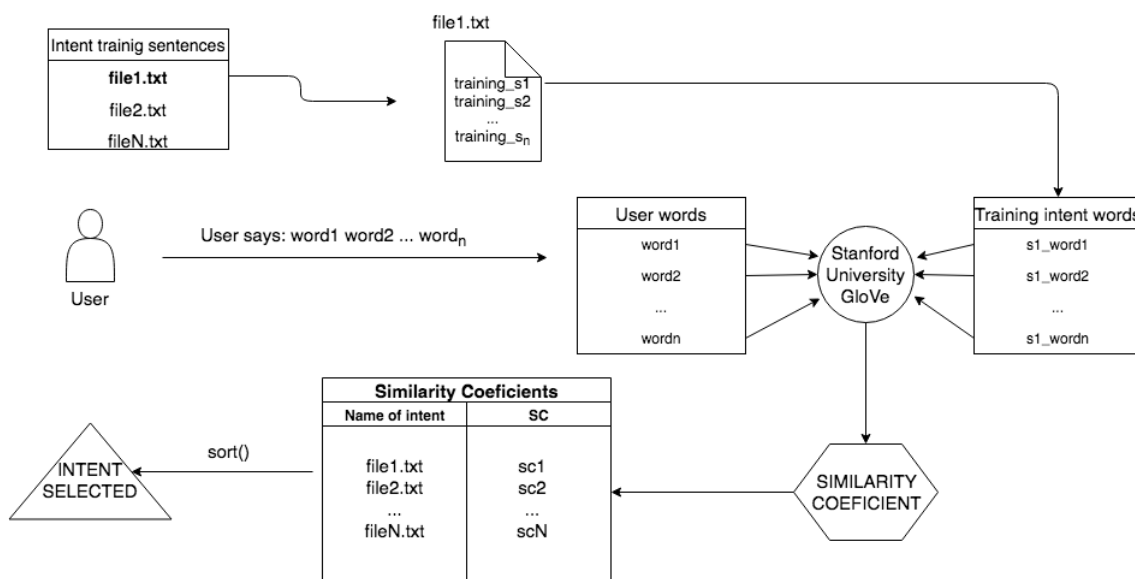 file1.txt
Intent trainig sentences
file1.txt
file2.txt
fileN.txt
training_s1
training_s2
...
training_sn
User says: word1 word2 ... wordn
User
User words
word1
word2
...
wordn
Stanford
University
GloVe
Training intent words
s1_word1
s1_word2
...
s1_wordn
Similarity Coeficients
Name of intent SC
file1.txt sc1
file2.txt sc2
... ...
fileN.txt scN
sort()
INTENT
SELECTED
SIMILARITY
COEFICIENT